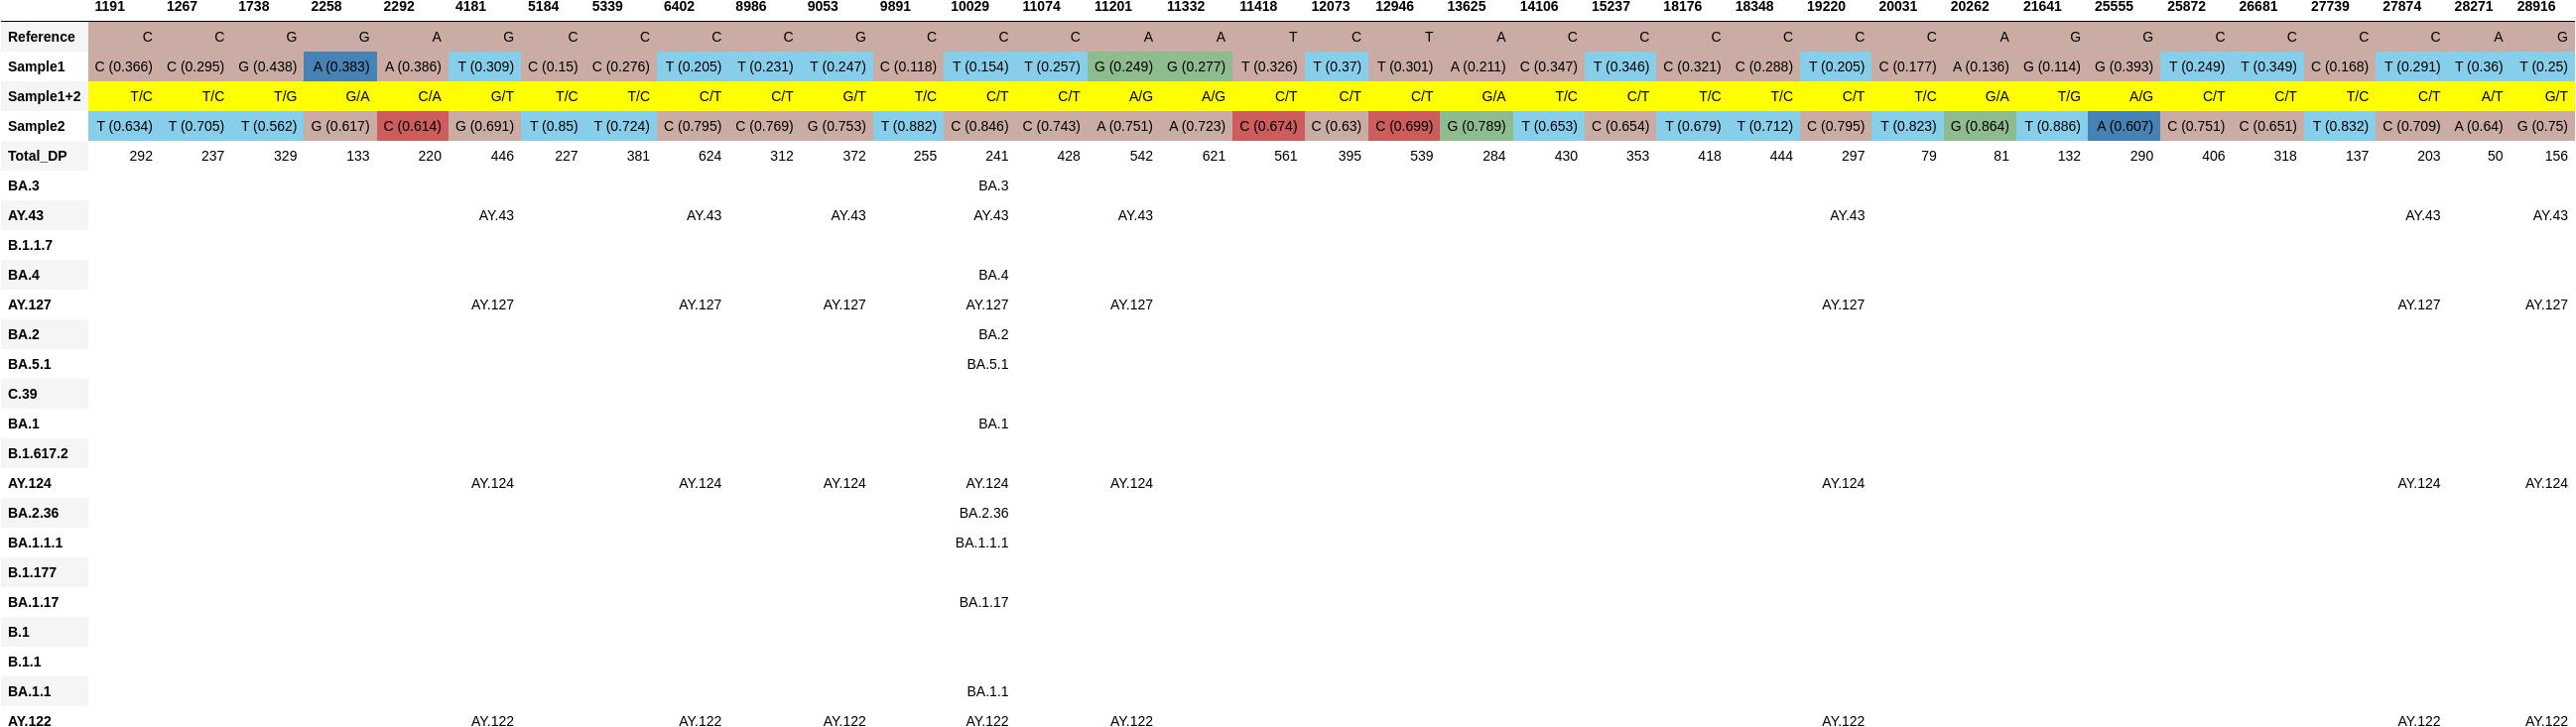 1191 1267 1738 2258 2292 4181 5184 5339 6402 8986 9053 9891 10029 11074 11201 11332 11418 12073 12946 13625 14106 15237 18176 18348 19220 20031 20262 21641 25555 25872 26681 27739 27874 28271 28916
Reference C C G G A G C C C C G C C C A A T C T A C C C C C C A G G C C C C A G
Sample1 C (0.366) C (0.295) G (0.438) A (0.383) A (0.386) T (0.309) C (0.15) C (0.276) T (0.205) T (0.231) T (0.247) C (0.118) T (0.154) T (0.257) G (0.249) G (0.277) T (0.326) T (0.37) T (0.301) A (0.211) C (0.347) T (0.346) C (0.321) C (0.288) T (0.205) C (0.177) A (0.136) G (0.114) G (0.393) T (0.249) T (0.349) C (0.168) T (0.291) T (0.36) T (0.25)
Sample1+2 T/C T/C T/G G/A C/A G/T T/C T/C C/T C/T G/T T/C C/T C/T A/G A/G C/T C/T C/T G/A T/C C/T T/C T/C C/T T/C G/A T/G A/G C/T C/T T/C C/T A/T G/T
Sample2 T (0.634) T (0.705) T (0.562) G (0.617) C (0.614) G (0.691) T (0.85) T (0.724) C (0.795) C (0.769) G (0.753) T (0.882) C (0.846) C (0.743) A (0.751) A (0.723) C (0.674) C (0.63) C (0.699) G (0.789) T (0.653) C (0.654) T (0.679) T (0.712) C (0.795) T (0.823) G (0.864) T (0.886) A (0.607) C (0.751) C (0.651) T (0.832) C (0.709) A (0.64) G (0.75)
Total_DP 292 237 329 133 220 446 227 381 624 312 372 255 241 428 542 621 561 395 539 284 430 353 418 444 297 79 81 132 290 406 318 137 203 50 156
BA.3 BA.3
AY.43 AY.43 AY.43 AY.43 AY.43 AY.43 AY.43 AY.43 AY.43
B.1.1.7
BA.4 BA.4
AY.127 AY.127 AY.127 AY.127 AY.127 AY.127 AY.127 AY.127 AY.127
BA.2 BA.2
BA.5.1 BA.5.1
C.39
BA.1 BA.1
B.1.617.2
AY.124 AY.124 AY.124 AY.124 AY.124 AY.124 AY.124 AY.124 AY.124
BA.2.36 BA.2.36
BA.1.1.1 BA.1.1.1
B.1.177
BA.1.17 BA.1.17
B.1
B.1.1
BA.1.1 BA.1.1
AY.122 AY.122 AY.122 AY.122 AY.122 AY.122 AY.122 AY.122 AY.122